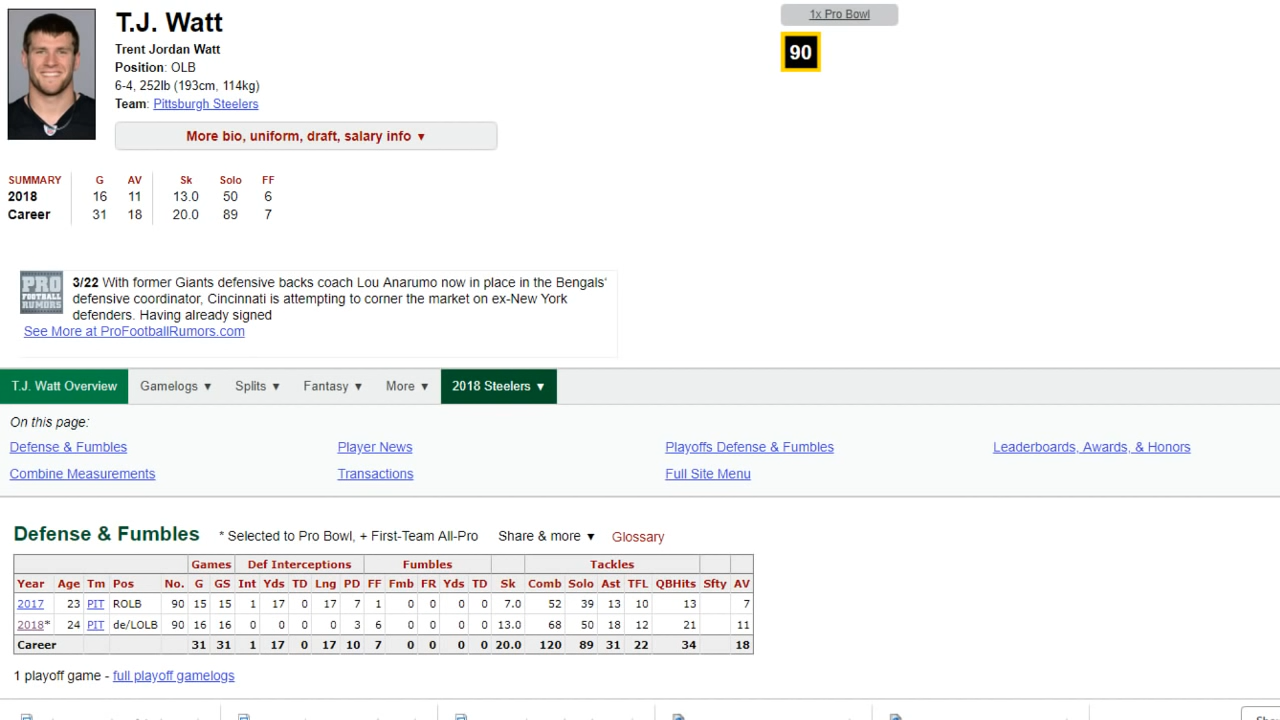 T.J. Watt
Trent Jordan Watt
Position: OLB
6-4, 252lb (193cm, 114kg)
Team: Pittsburgh Steelers
More bio, uniform, draft, salary info ▼
1x Pro Bowl
90
SUMMARY G AV Sk Solo FF
2018 16 11 13.0 50 6
Career 31 18 20.0 89 7
PRO FOOTBALL RUMORS
3/22 With former Giants defensive backs coach Lou Anarumo now in place in the Bengals'
defensive coordinator, Cincinnati is attempting to corner the market on ex-New York
defenders. Having already signed
See More at ProFootballRumors.com
T.J. Watt Overview Gamelogs ▼ Splits ▼ Fantasy ▼ More ▼ 2018 Steelers ▼
On this page:
Defense & Fumbles Player News Playoffs Defense & Fumbles Leaderboards, Awards, & Honors
Combine Measurements Transactions Full Site Menu
Defense & Fumbles * Selected to Pro Bowl, + First-Team All-Pro Share & more ▼ Glossary
Games Def Interceptions Fumbles Tackles
Year Age Tm Pos No. G GS Int Yds TD Lng PD FF Fmb FR Yds TD Sk Comb Solo Ast TFL QBHits Sfty AV
2017 23 PIT ROLB 90 15 15 1 17 0 17 7 1 0 0 0 0 7.0 52 39 13 10 13 7
2018* 24 PIT de/LOLB 90 16 16 0 0 0 0 3 6 0 0 0 0 13.0 68 50 18 12 21 11
Career 31 31 1 17 0 17 10 7 0 0 0 0 20.0 120 89 31 22 34 18
1 playoff game - full playoff gamelogs